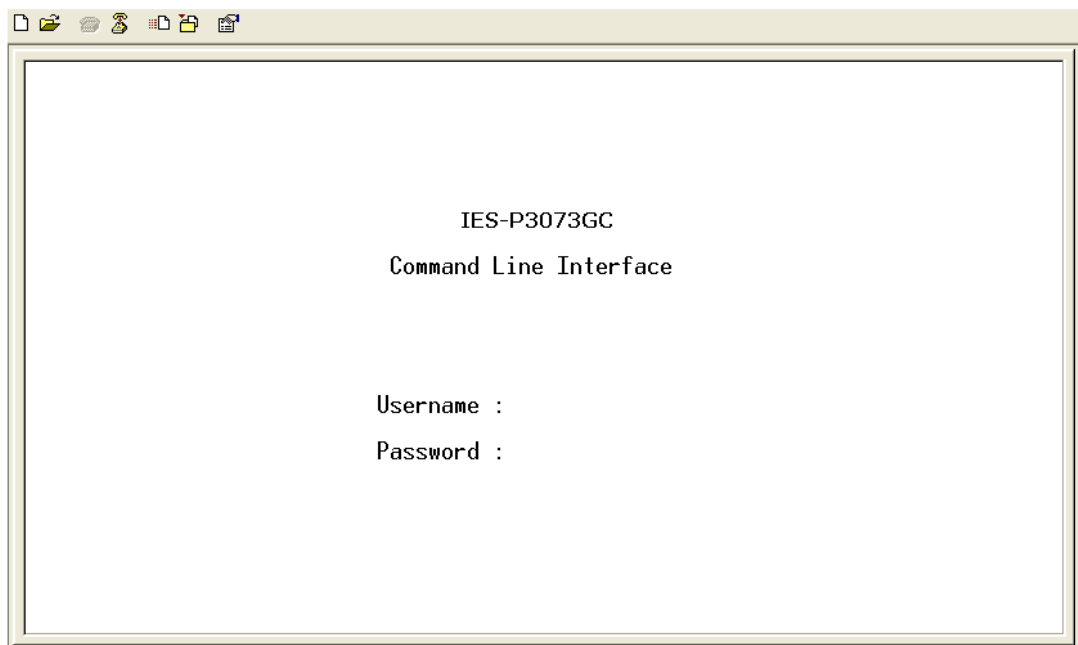 IES-P3073GC
Command Line Interface
Username :
Password :